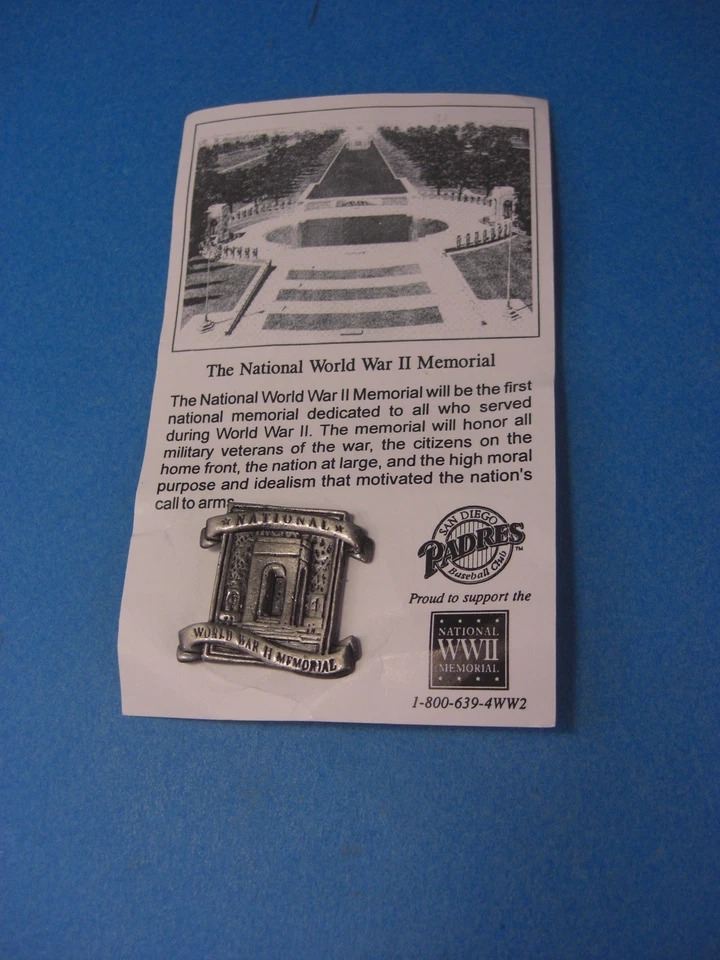 The National World War II Memorial
The National World War II Memorial will be the first
national memorial dedicated to all who served
during World War II. The memorial will honor all
military veterans of the war, the citizens on the
home front, the nation at large, and the high moral
purpose and idealism that motivated the nation's
call to arms
NATIONAL
WORLD WAR II MEMORIAL
SAN DIEGO
PADRES™
Baseball Club
Proud to support the
NATIONAL
WWII
MEMORIAL
1-800-639-4WW2